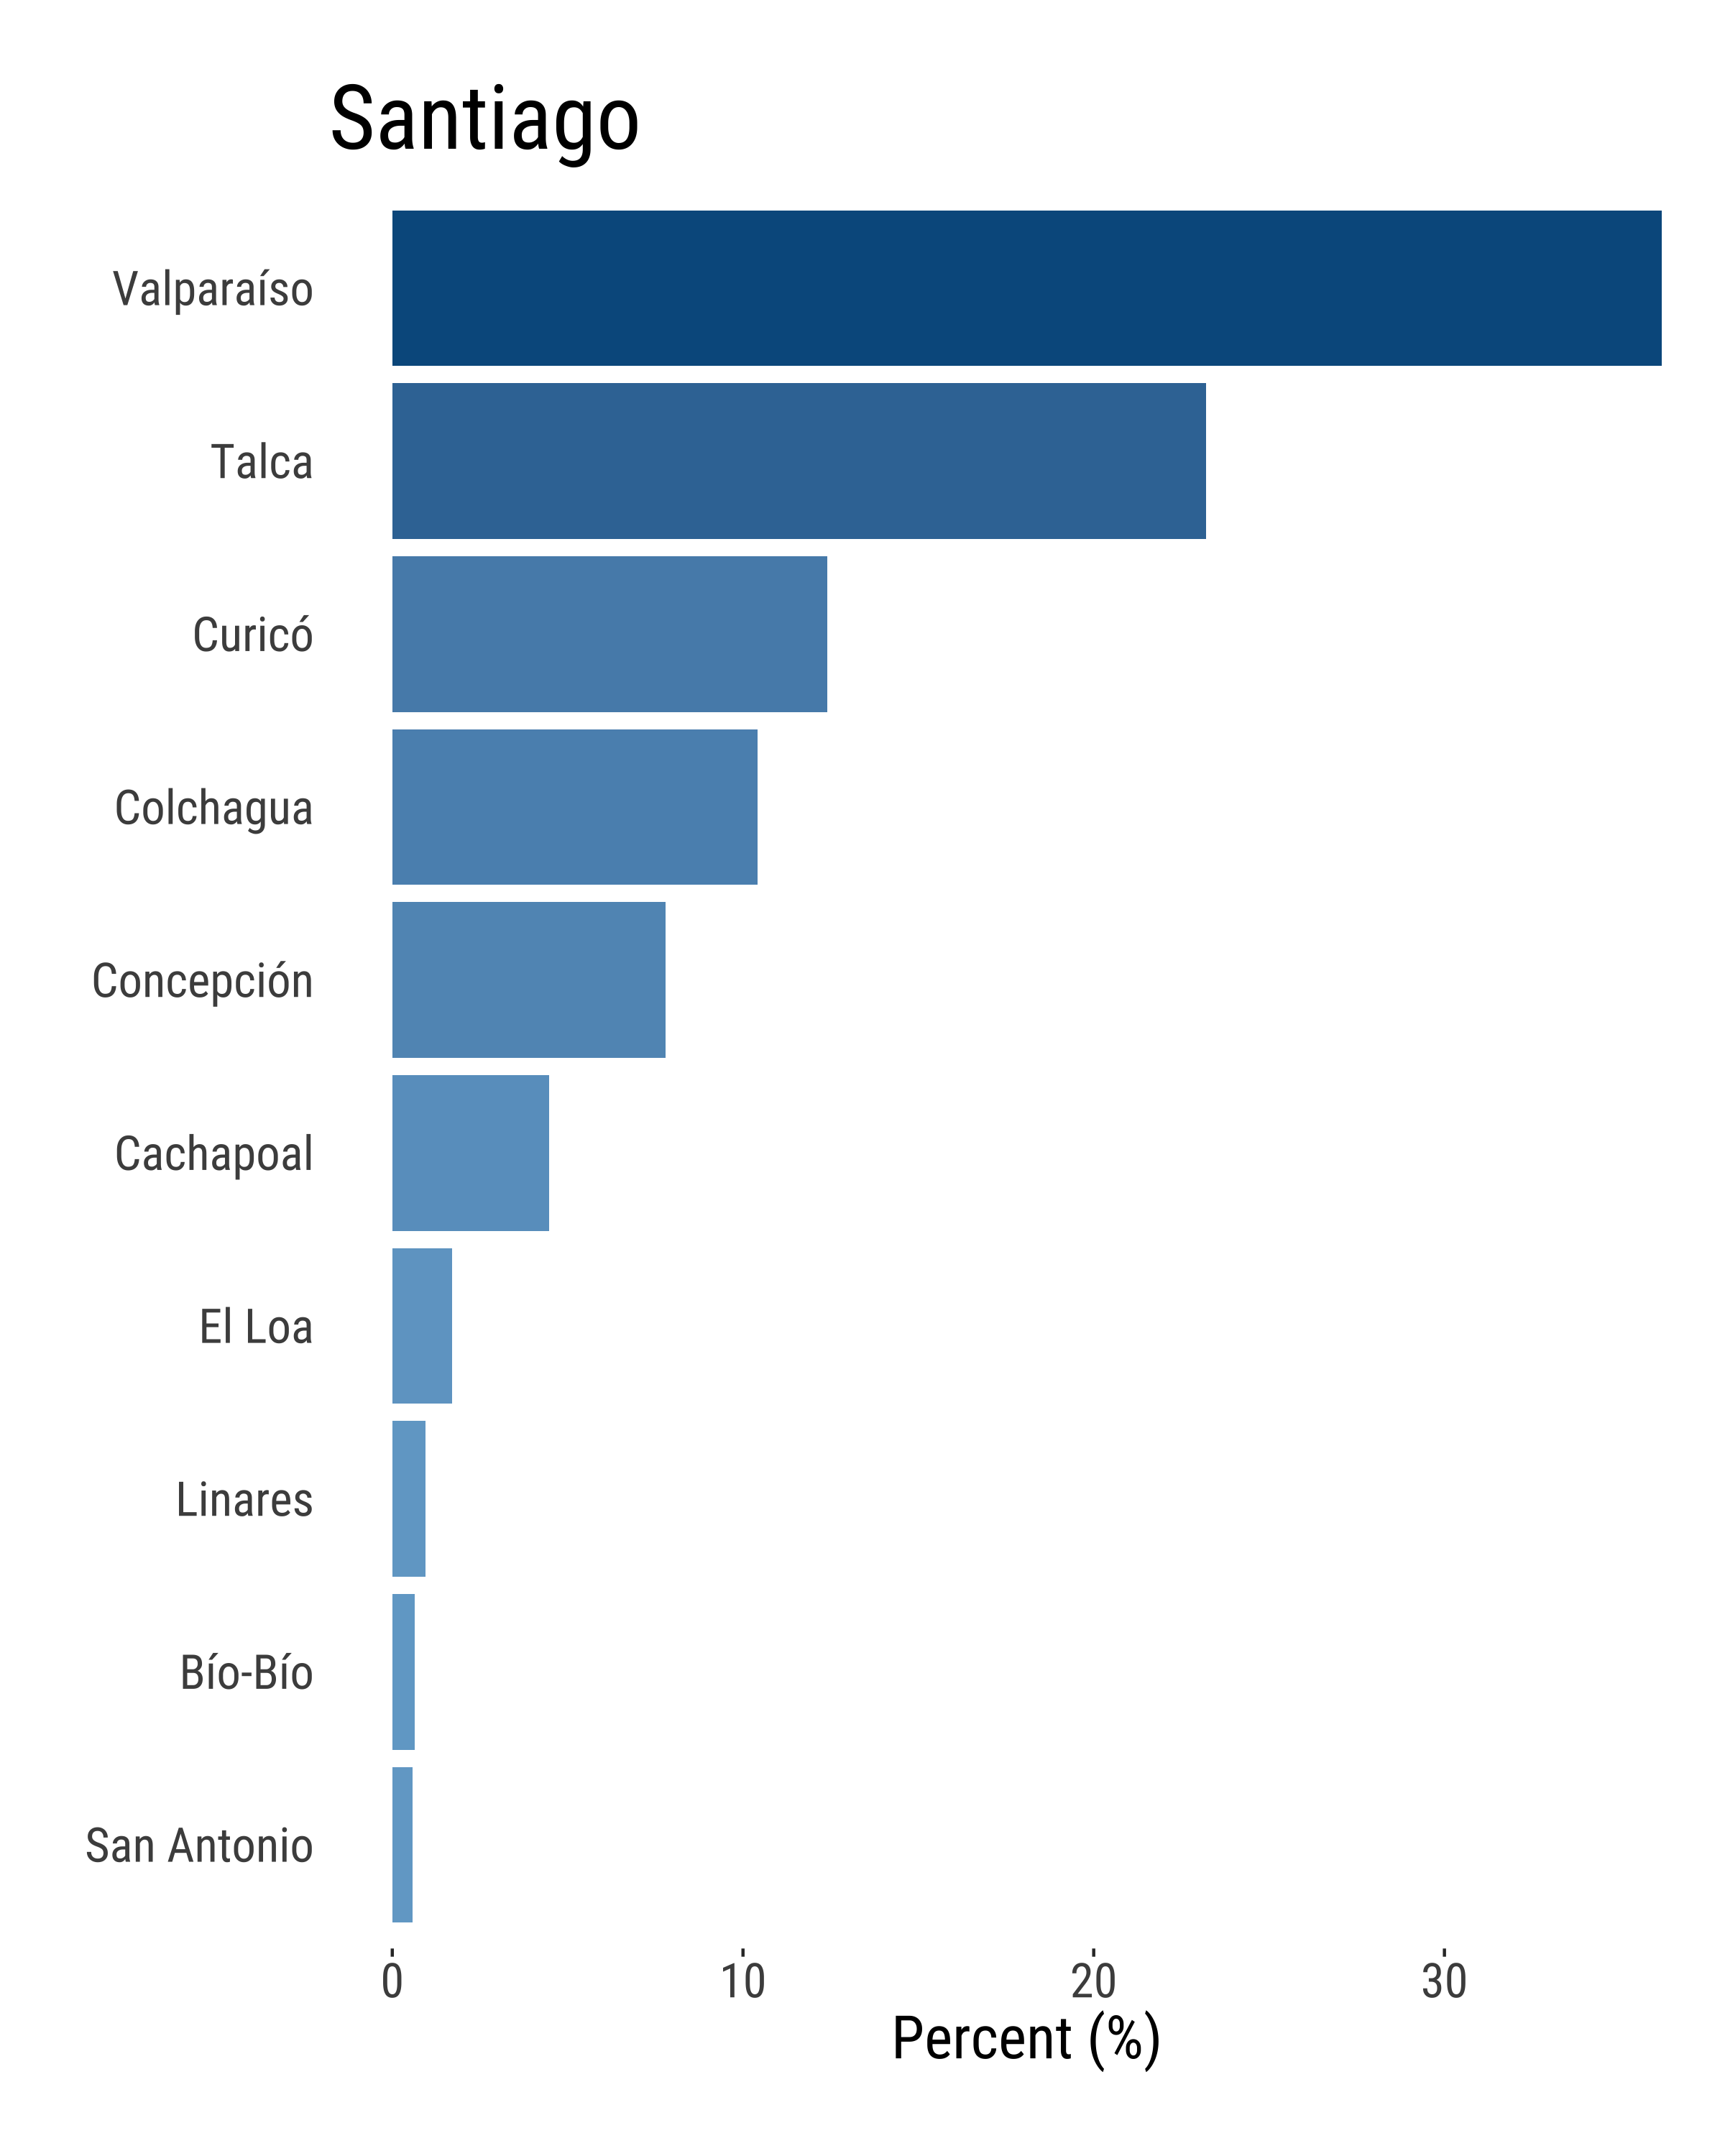 Santiago
Valparaíso
Talca
Curicó
Colchagua
Concepción
Cachapoal
El Loa
Linares
Bío-Bío
San Antonio
0 10 20 30
Percent (%)